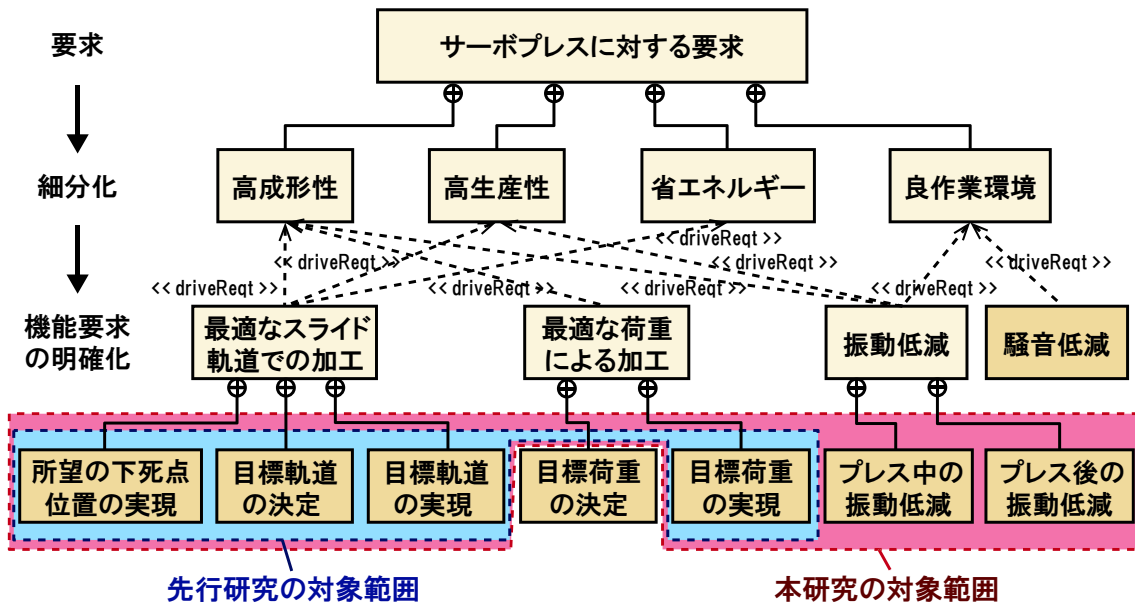 要求
サーボプレスに対する要求
細分化
高成形性
高生産性
省エネルギー
良作業環境
<< driveReqt >>
<< driveReqt >>
<< driveReqt >>
<< driveReqt >>
<< driveReqt >>
<< driveReqt >>
<< driveReqt >>
<< driveReqt >>
機能要求
の明確化
最適なスライド
軌道での加工
最適な荷重
による加工
振動低減
騒音低減
所望の下死点
位置の実現
目標軌道
の決定
目標軌道
の実現
目標荷重
の決定
目標荷重
の実現
プレス中の
振動低減
プレス後の
振動低減
先行研究の対象範囲
本研究の対象範囲